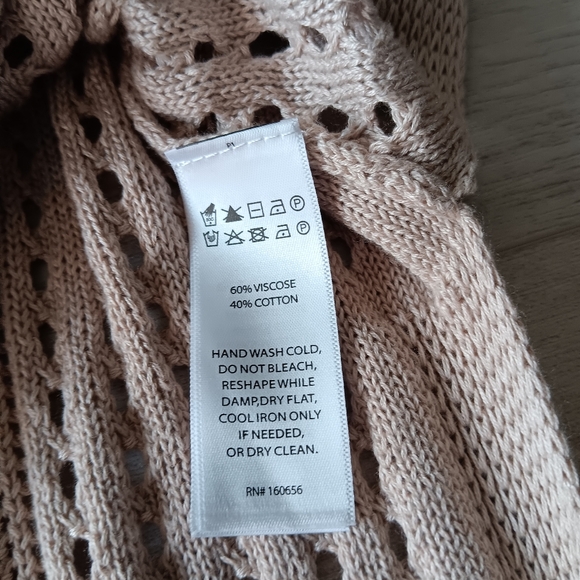 60% VISCOSE
40% COTTON
HAND WASH COLD,
DO NOT BLEACH,
RESHAPE WHILE
DAMP,DRY FLAT,
COOL IRON ONLY
IF NEEDED,
OR DRY CLEAN.
RN# 160656